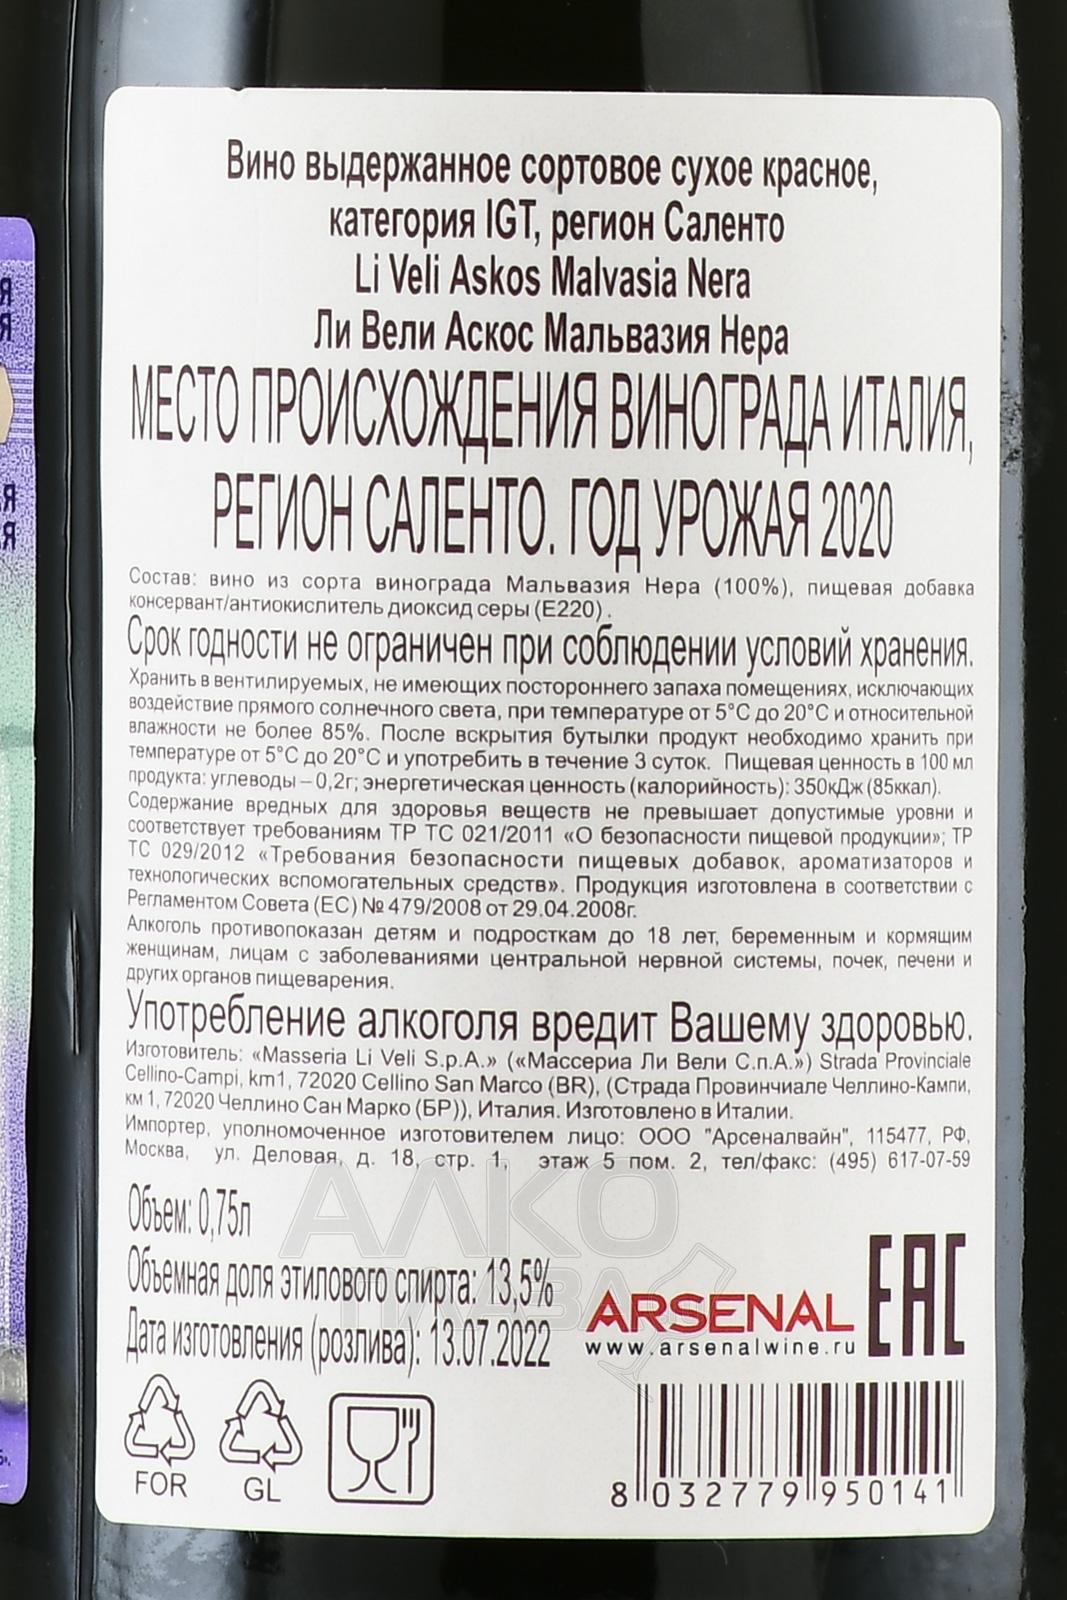 Вино выдержанное сортовое сухое красное,
категория IGT, регион Саленто
Li Veli Askos Malvasia Nera
Ли Вели Аскос Мальвазия Нера
МЕСТО ПРОИСХОЖДЕНИЯ ВИНОГРАДА ИТАЛИЯ,
РЕГИОН САЛЕНТО. ГОД УРОЖАЯ 2020
Состав: вино из сорта винограда Мальвазия Нера (100%), пищевая добавка
консервант/антиокислитель диоксид серы (Е220).
Срок годности не ограничен при соблюдении условий хранения.
Хранить в вентилируемых, не имеющих постороннего запаха помещениях, исключающих
воздействие прямого солнечного света, при температуре от 5°С до 20°С и относительной
влажности не более 85%. После вскрытия бутылки продукт необходимо хранить при
температуре от 5°С до 20°С и употребить в течение 3 суток. Пищевая ценность в 100 мл
продукта: углеводы – 0,2г; энергетическая ценность (калорийность): 350кДж (85ккал).
Содержание вредных для здоровья веществ не превышает допустимые уровни и
соответствует требованиям ТР ТС 021/2011 «О безопасности пищевой продукции»; ТР
ТС 029/2012 «Требования безопасности пищевых добавок, ароматизаторов и
технологических вспомогательных средств». Продукция изготовлена в соответствии с
Регламентом Совета (ЕС) № 479/2008 от 29.04.2008г.
Алкоголь противопоказан детям и подросткам до 18 лет, беременным и кормящим
женщинам, лицам с заболеваниями центральной нервной системы, почек, печени и
других органов пищеварения.
Употребление алкоголя вредит Вашему здоровью.
Изготовитель: «Masseria Li Veli S.p.A.» («Массериа Ли Вели С.п.А.») Strada Provinciale
Cellino-Campi, km1, 72020 Cellino San Marco (BR), (Страда Провинчиале Челлино-Кампи,
км 1, 72020 Челлино Сан Марко (БР)), Италия. Изготовлено в Италии.
Импортер, уполномоченное изготовителем лицо: ООО "Арсеналвайн", 115477, РФ,
Москва, ул. Деловая, д. 18, стр. 1, этаж 5 пом. 2, тел/факс: (495) 617-07-59
АЛКО
ПЛАЗА
Объем: 0,75л
Объемная доля этилового спирта: 13,5%
Дата изготовления (розлива): 13.07.2022
ARSENAL
www.arsenalwine.ru
EAC
FOR
GL
8 032779 950141